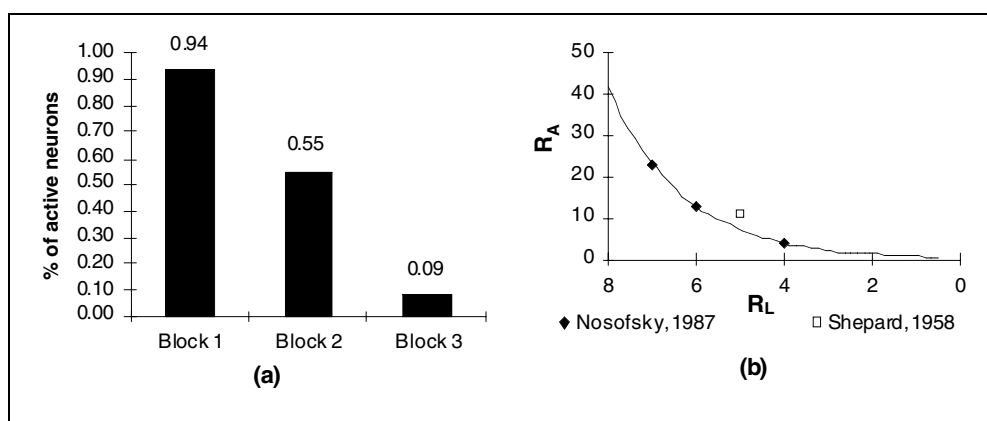 % of active neurons
1.00
0.90
0.80
0.70
0.60
0.50
0.40
0.30
0.20
0.10
0.00
0.94
0.55
0.09
Block 1 Block 2 Block 3
(a)
R_A
50
40
30
20
10
0
8 6 4 2 0
R_L
◆ Nosofsky, 1987 □ Shepard, 1958
(b)